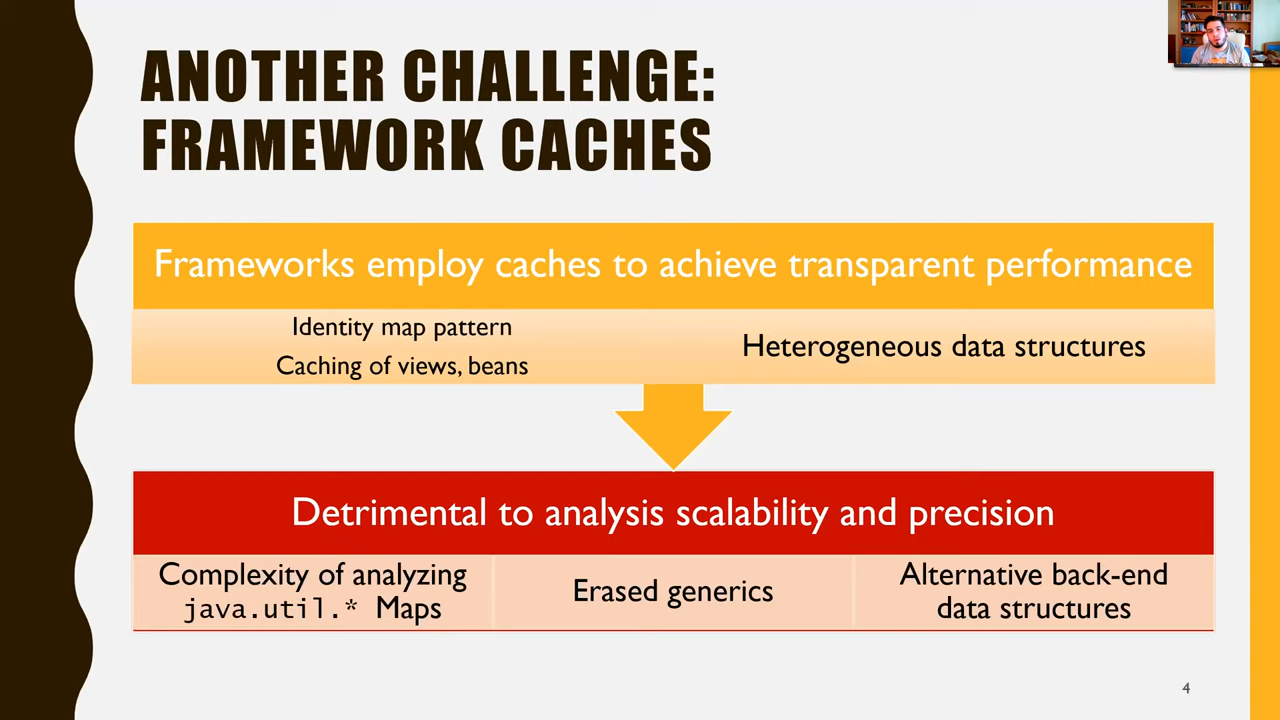 ANOTHER CHALLENGE:
FRAMEWORK CACHES
Frameworks employ caches to achieve transparent performance
Identity map pattern
Caching of views, beans
Heterogeneous data structures
Detrimental to analysis scalability and precision
Complexity of analyzing
java.util.* Maps
Erased generics
Alternative back-end
data structures
4